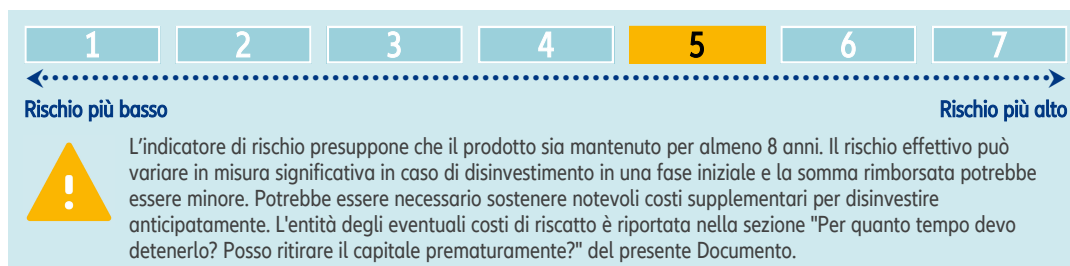 1 2 3 4 5 6 7
Rischio più basso Rischio più alto
L'indicatore di rischio presuppone che il prodotto sia mantenuto per almeno 8 anni. Il rischio effettivo può
variare in misura significativa in caso di disinvestimento in una fase iniziale e la somma rimborsata potrebbe
essere minore. Potrebbe essere necessario sostenere notevoli costi supplementari per disinvestire
anticipatamente. L'entità degli eventuali costi di riscatto è riportata nella sezione "Per quanto tempo devo
detenerlo? Posso ritirare il capitale prematuramente?" del presente Documento.